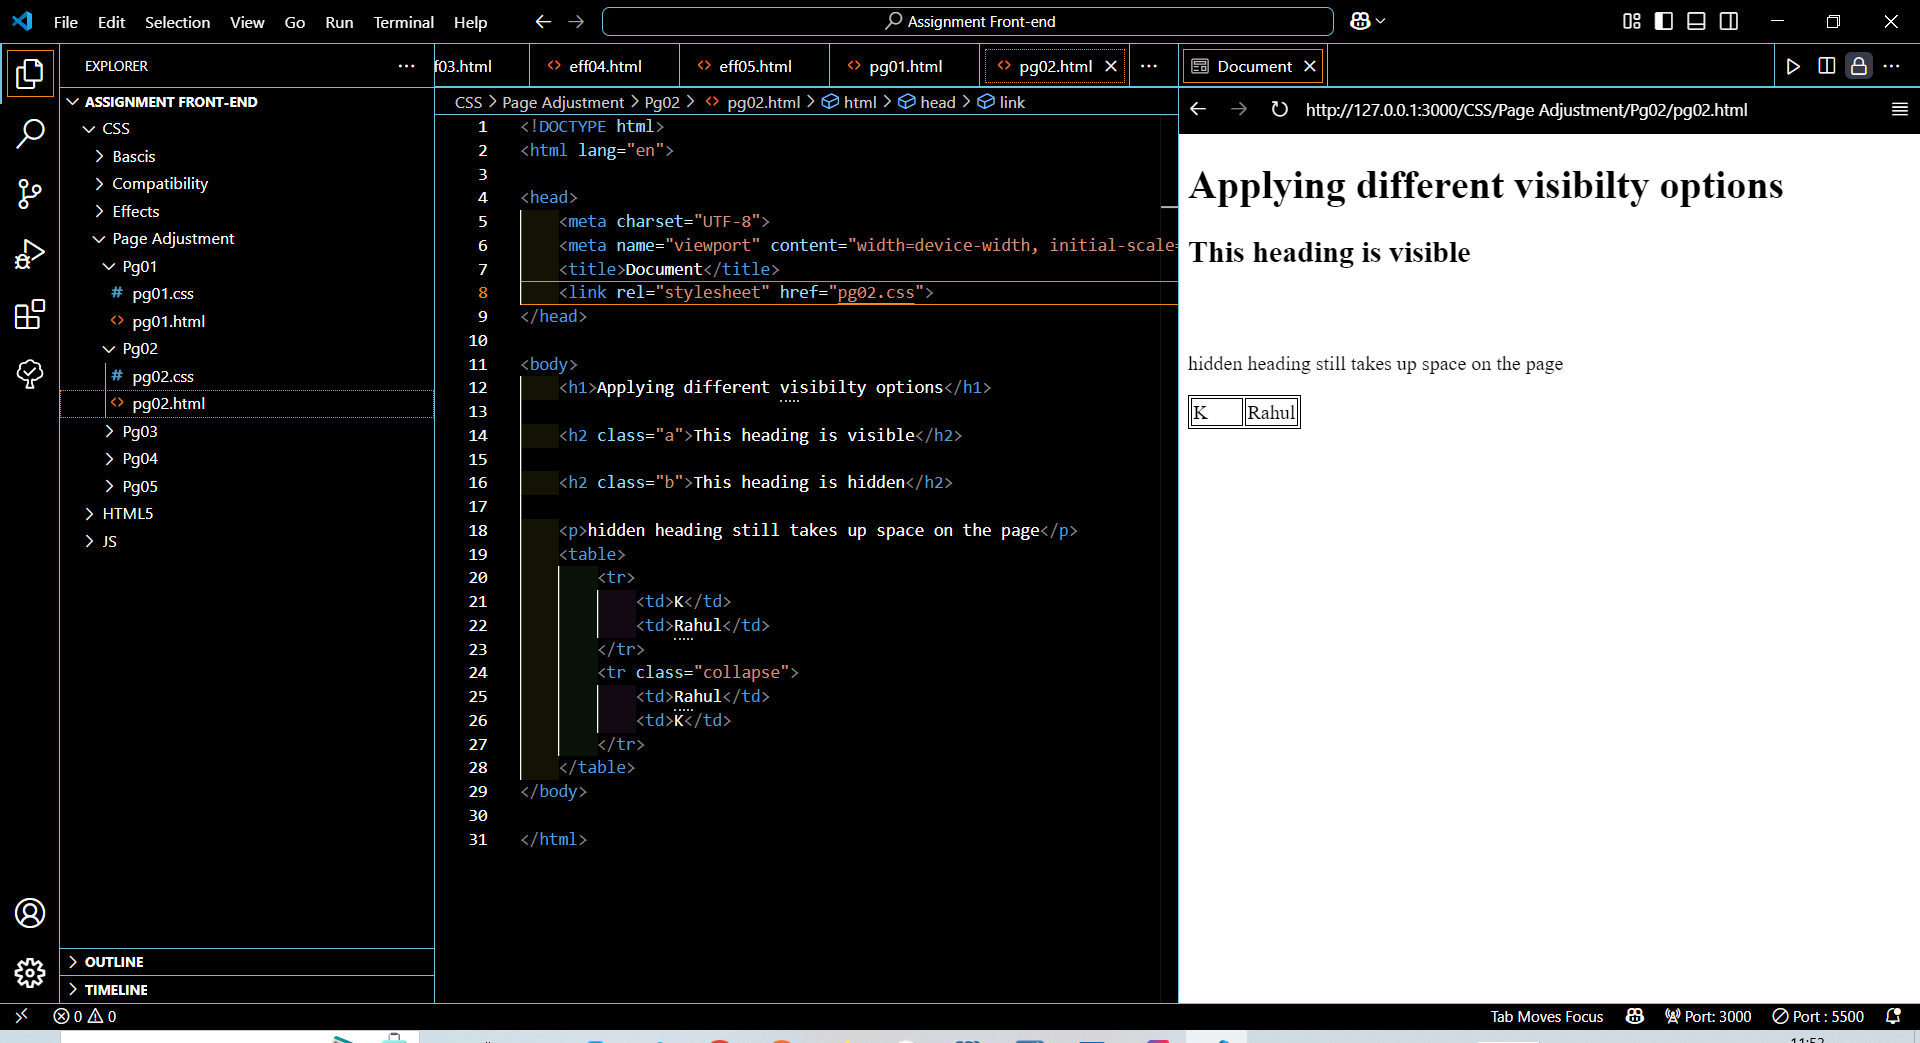 File Edit Selection View Go Run Terminal Help
Assignment Front-end
EXPLORER
f03.html eff04.html eff05.html pg01.html pg02.html
Document
ASSIGNMENT FRONT-END
CSS
Bascis
Compatibility
Effects
Page Adjustment
Pg01
pg01.css
pg01.html
Pg02
pg02.css
pg02.html
Pg03
Pg04
Pg05
HTML5
JS
OUTLINE
TIMELINE
CSS > Page Adjustment > Pg02 > pg02.html > html > head > link
1 <!DOCTYPE html>
2 <html lang="en">
3
4 <head>
5 <meta charset="UTF-8">
6 <meta name="viewport" content="width=device-width, initial-scale=
7 <title>Document</title>
8 <link rel="stylesheet" href="pg02.css">
9 </head>
10
11 <body>
12 <h1>Applying different visibilty options</h1>
13
14 <h2 class="a">This heading is visible</h2>
15
16 <h2 class="b">This heading is hidden</h2>
17
18 <p>hidden heading still takes up space on the page</p>
19 <table>
20 <tr>
21 <td>K</td>
22 <td>Rahul</td>
23 </tr>
24 <tr class="collapse">
25 <td>Rahul</td>
26 <td>K</td>
27 </tr>
28 </table>
29 </body>
30
31 </html>
http://127.0.0.1:3000/CSS/Page Adjustment/Pg02/pg02.html
Applying different visibilty options
This heading is visible
hidden heading still takes up space on the page
K Rahul
0 0
Tab Moves Focus Port: 3000 Port : 5500